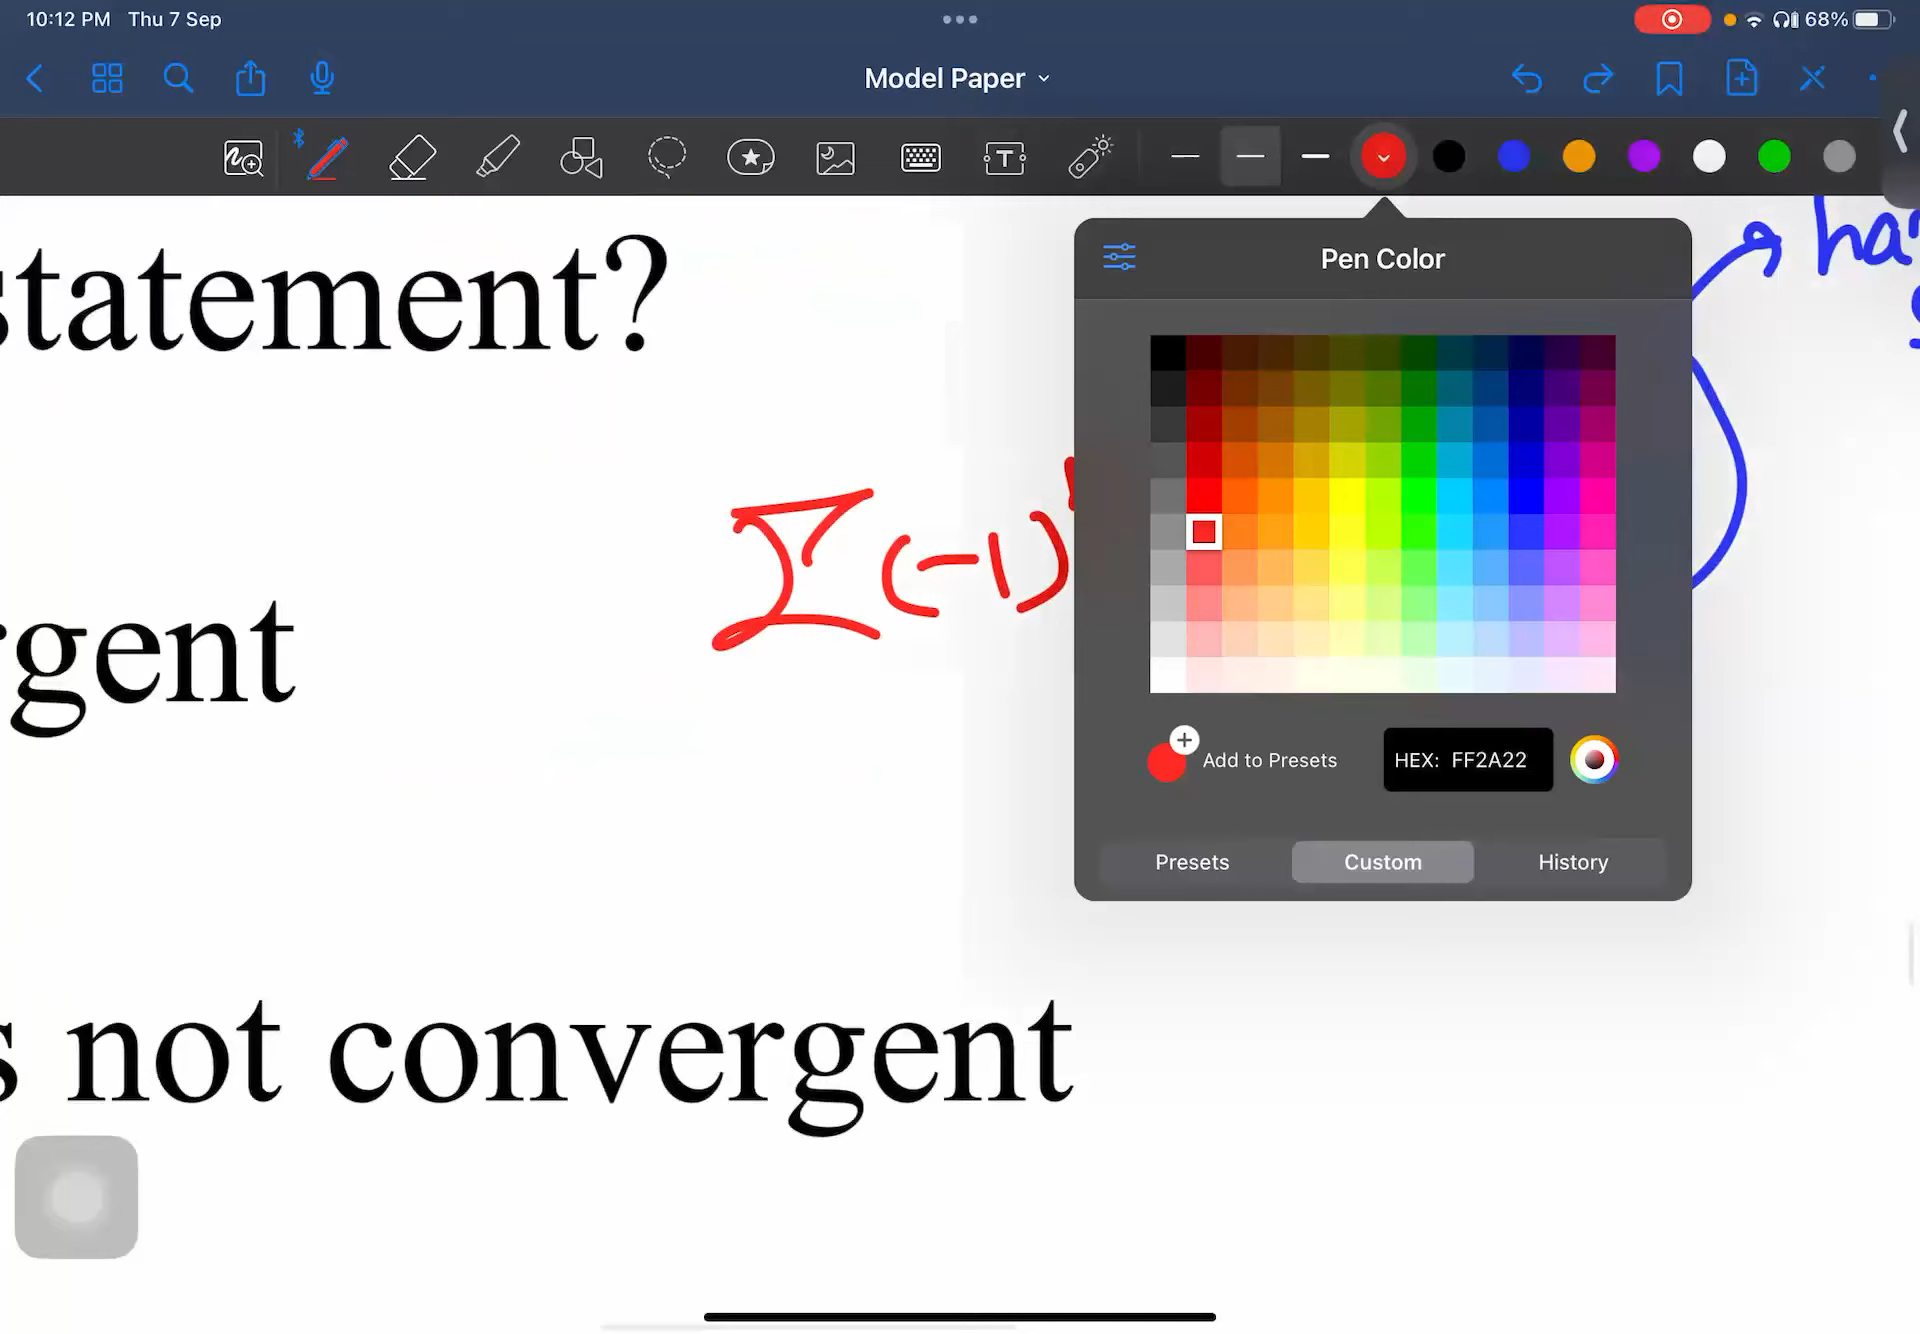 10:12 PM Thu 7 Sep
68%
Model Paper
T
Pen Color
statement?
Σ(-1)
gent
Add to Presets
HEX: FF2A22
Presets
Custom
History
not convergent